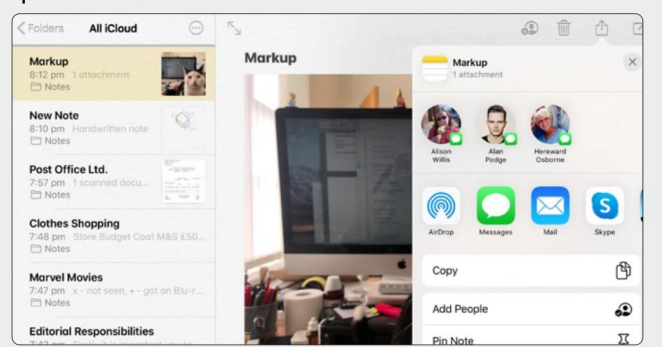 Folders All iCloud
Markup
8:12 pm 1 attachment
Notes
New Note
8:10 pm Handwritten note
Notes
Post Office Ltd.
7:57 pm 1 scanned docu...
Notes
Clothes Shopping
7:48 pm Store Budget Coat M&S £50...
Notes
Marvel Movies
7:47 pm x - not seen, • - got on Blu-r...
Notes
Editorial Responsibilities
Markup
Markup
1 attachment
Alison
Willis
Alan
Podge
Hereward
Osborne
AirDrop
Messages
Mail
Skype
Copy
Add People
Pin Note